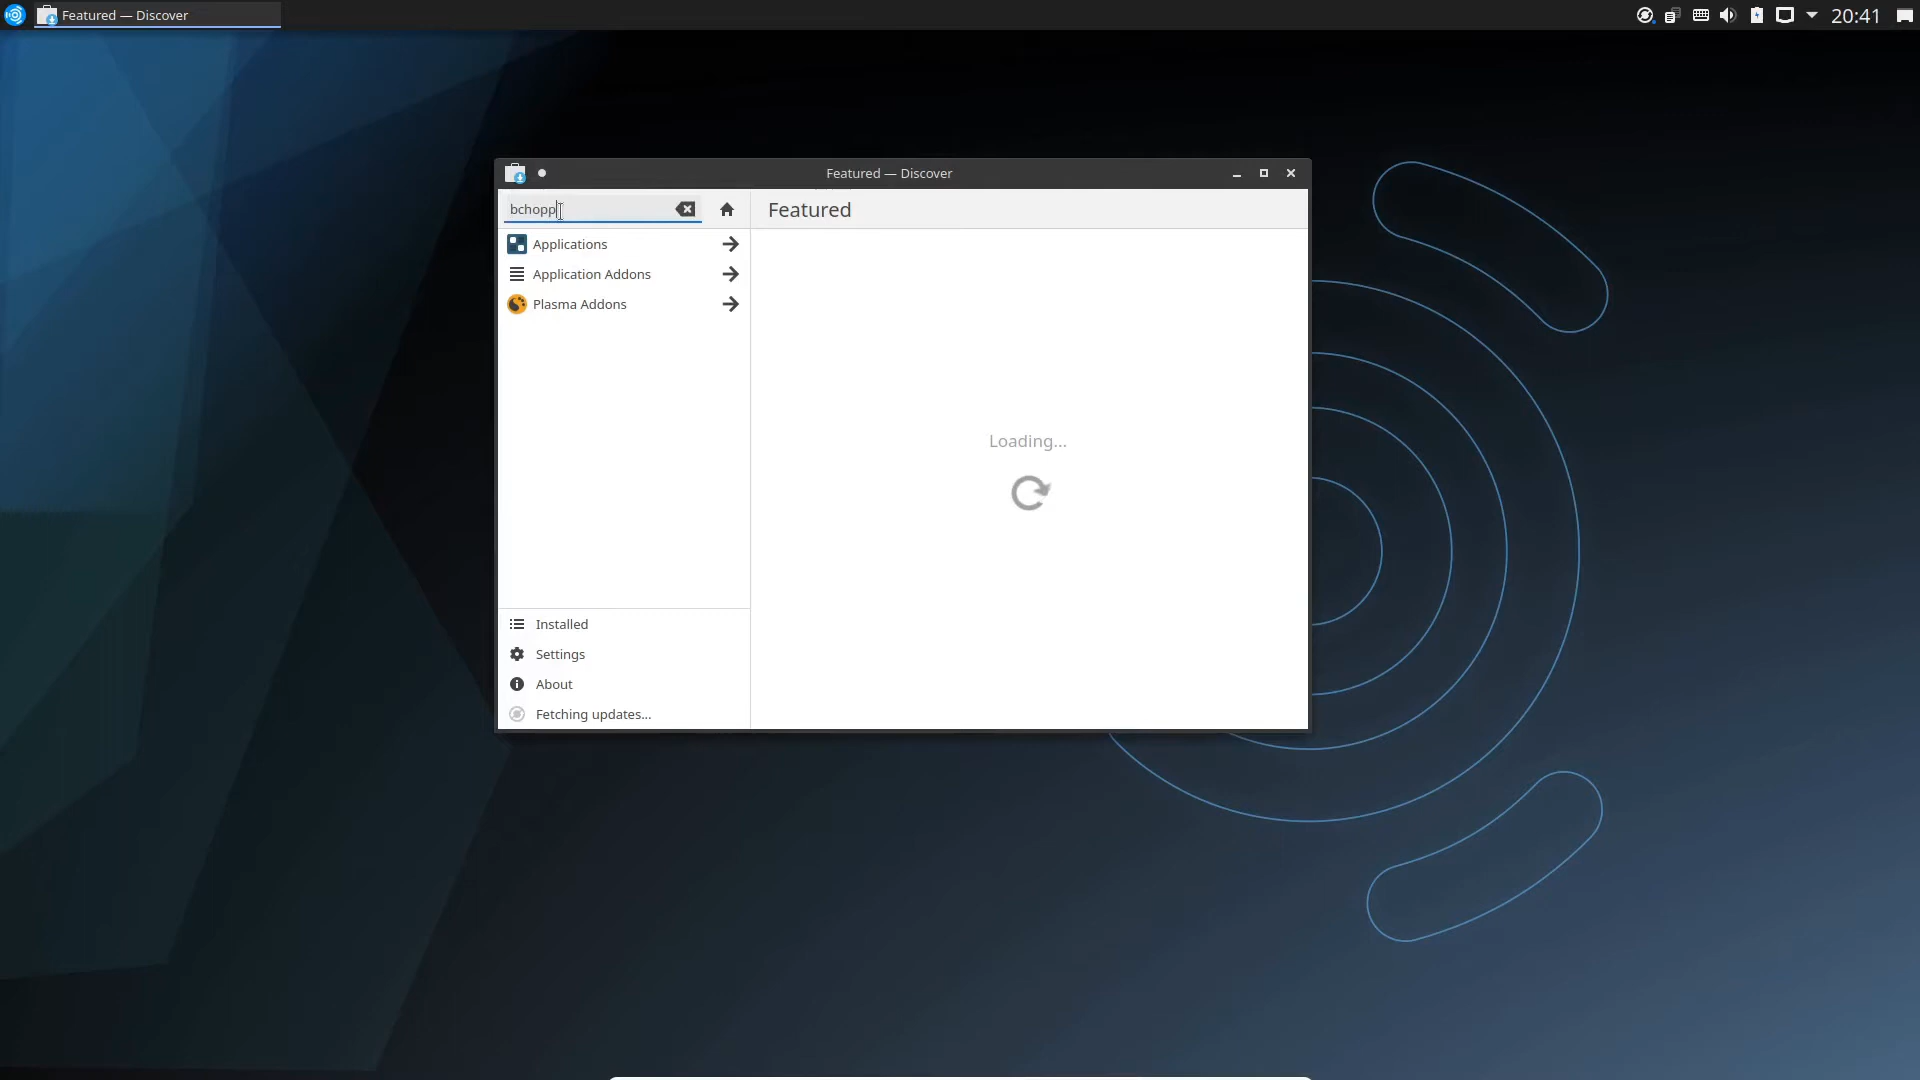 Featured — Discover
20:41
Featured — Discover
bchopp
Featured
Applications
Application Addons
Plasma Addons
Loading...
Installed
Settings
About
Fetching updates...